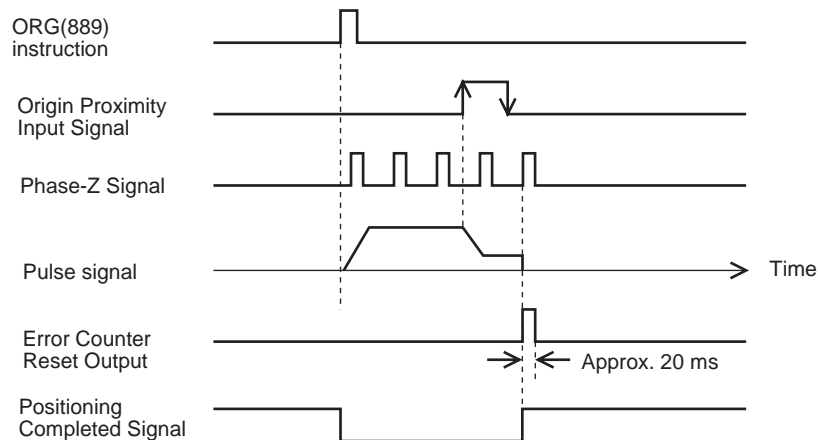 ORG(889)
instruction
Origin Proximity
Input Signal
Phase-Z Signal
Pulse signal
Time
Error Counter
Reset Output
Approx. 20 ms
Positioning
Completed Signal